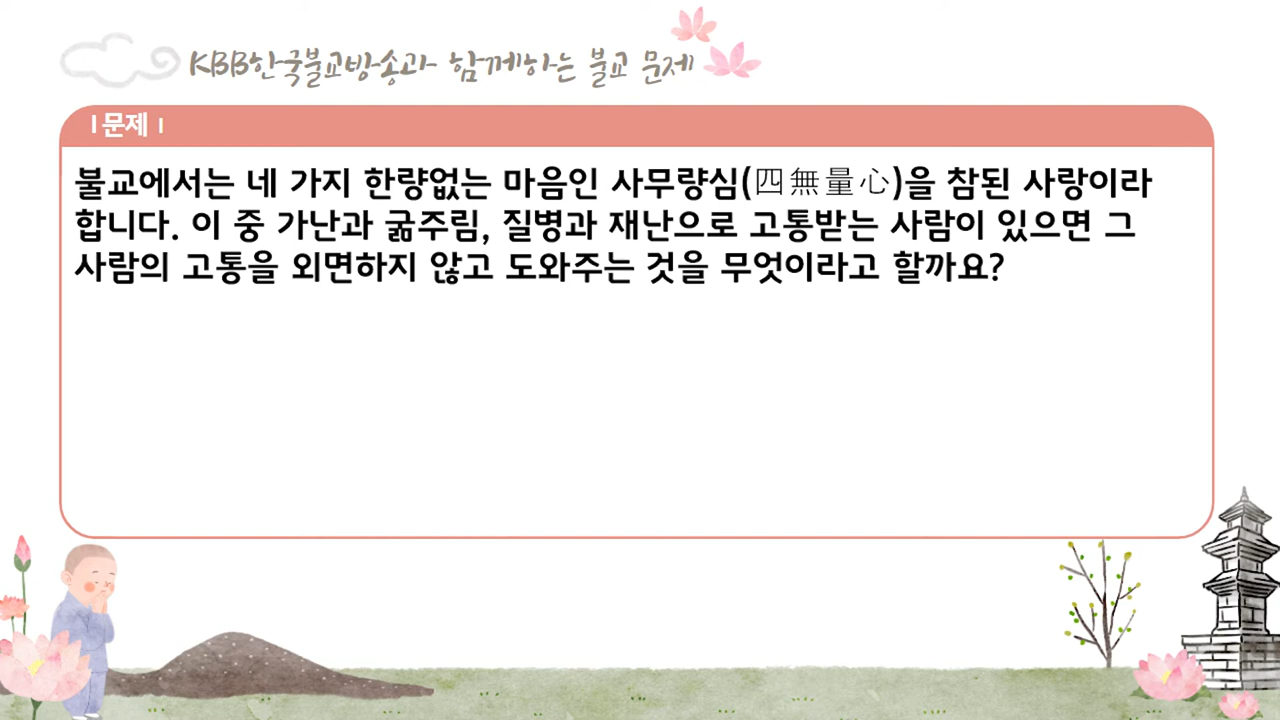 KBB한국불교방송과 함께하는 불교 문제
| 문제 |
불교에서는 네 가지 한량없는 마음인 사무량심(四無量心)을 참된 사랑이라
합니다. 이 중 가난과 굶주림, 질병과 재난으로 고통받는 사람이 있으면 그
사람의 고통을 외면하지 않고 도와주는 것을 무엇이라고 할까요?